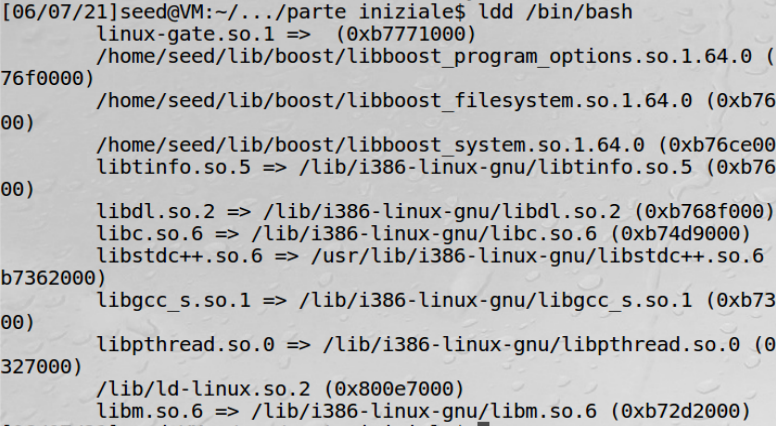 [06/07/21]seed@VM:~/.../parte iniziale$ ldd /bin/bash
linux-gate.so.1 =>  (0xb7771000)
/home/seed/lib/boost/libboost_program_options.so.1.64.0 (
76f0000)
/home/seed/lib/boost/libboost_filesystem.so.1.64.0 (0xb76
00)
/home/seed/lib/boost/libboost_system.so.1.64.0 (0xb76ce00
libtinfo.so.5 => /lib/i386-linux-gnu/libtinfo.so.5 (0xb76
00)
libdl.so.2 => /lib/i386-linux-gnu/libdl.so.2 (0xb768f000)
libc.so.6 => /lib/i386-linux-gnu/libc.so.6 (0xb74d9000)
libstdc++.so.6 => /usr/lib/i386-linux-gnu/libstdc++.so.6
b7362000)
libgcc_s.so.1 => /lib/i386-linux-gnu/libgcc_s.so.1 (0xb73
00)
libpthread.so.0 => /lib/i386-linux-gnu/libpthread.so.0 (0
327000)
/lib/ld-linux.so.2 (0x800e7000)
libm.so.6 => /lib/i386-linux-gnu/libm.so.6 (0xb72d2000)